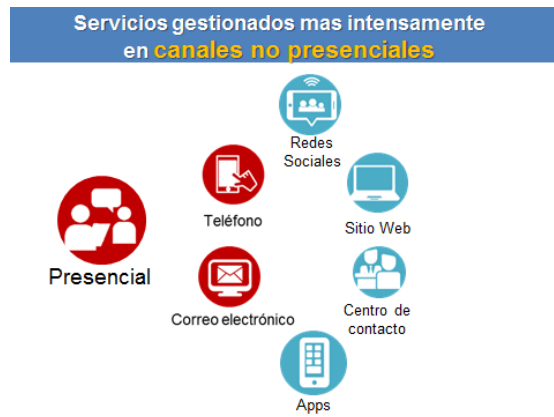 Servicios gestionados mas intensamente
en canales no presenciales
Redes
Sociales
Teléfono
Sitio Web
Presencial
Correo electrónico
Centro de
contacto
Apps